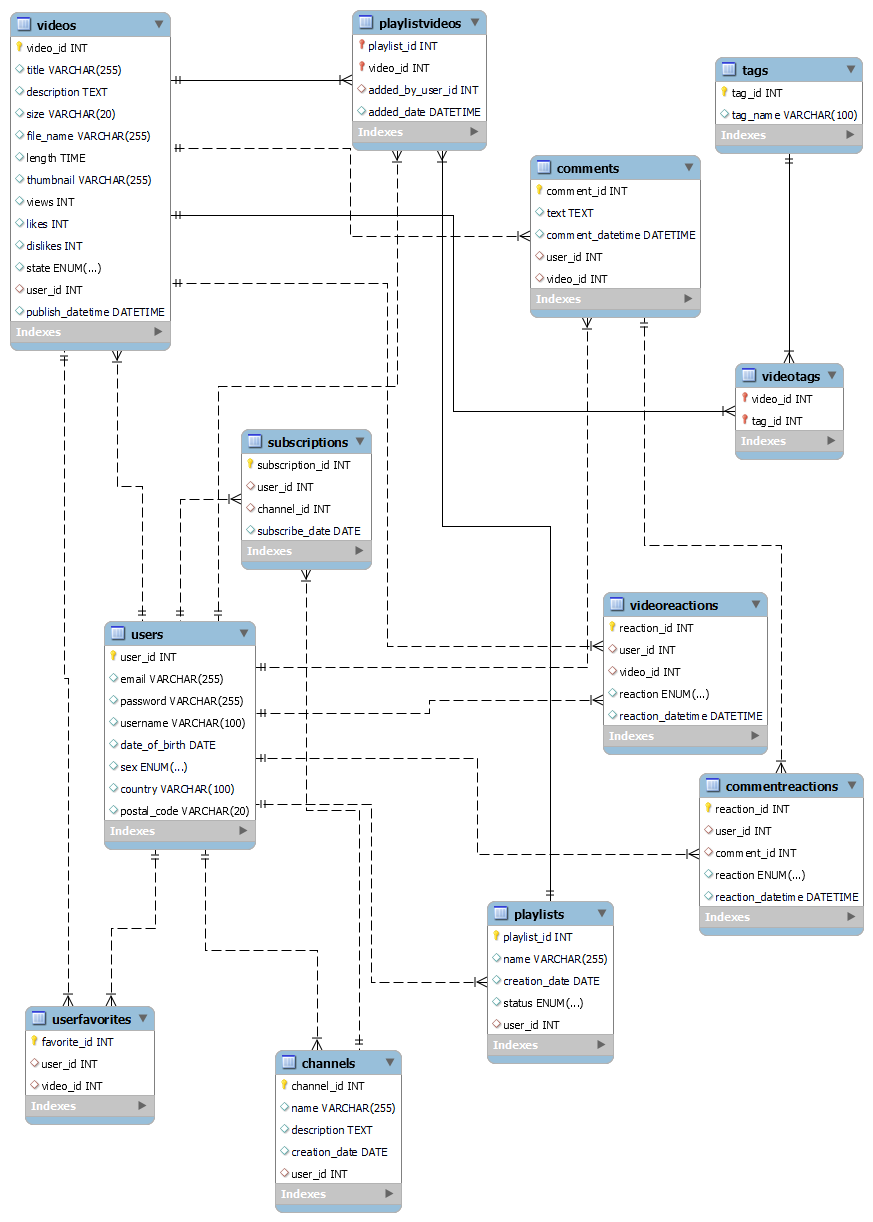 videos
video_id INT
title VARCHAR(255)
description TEXT
size VARCHAR(20)
file_name VARCHAR(255)
length TIME
thumbnail VARCHAR(255)
views INT
likes INT
dislikes INT
state ENUM(...)
user_id INT
publish_datetime DATETIME
Indexes
playlistvideos
playlist_id INT
video_id INT
added_by_user_id INT
added_date DATETIME
Indexes
tags
tag_id INT
tag_name VARCHAR(100)
Indexes
comments
comment_id INT
text TEXT
comment_datetime DATETIME
user_id INT
video_id INT
Indexes
videotags
video_id INT
tag_id INT
Indexes
subscriptions
subscription_id INT
user_id INT
channel_id INT
subscribe_date DATE
Indexes
users
user_id INT
email VARCHAR(255)
password VARCHAR(255)
username VARCHAR(100)
date_of_birth DATE
sex ENUM(...)
country VARCHAR(100)
postal_code VARCHAR(20)
Indexes
videoreactions
reaction_id INT
user_id INT
video_id INT
reaction ENUM(...)
reaction_datetime DATETIME
Indexes
commentreactions
reaction_id INT
user_id INT
comment_id INT
reaction ENUM(...)
reaction_datetime DATETIME
Indexes
playlists
playlist_id INT
name VARCHAR(255)
creation_date DATE
status ENUM(...)
user_id INT
Indexes
userfavorites
favorite_id INT
user_id INT
video_id INT
Indexes
channels
channel_id INT
name VARCHAR(255)
description TEXT
creation_date DATE
user_id INT
Indexes